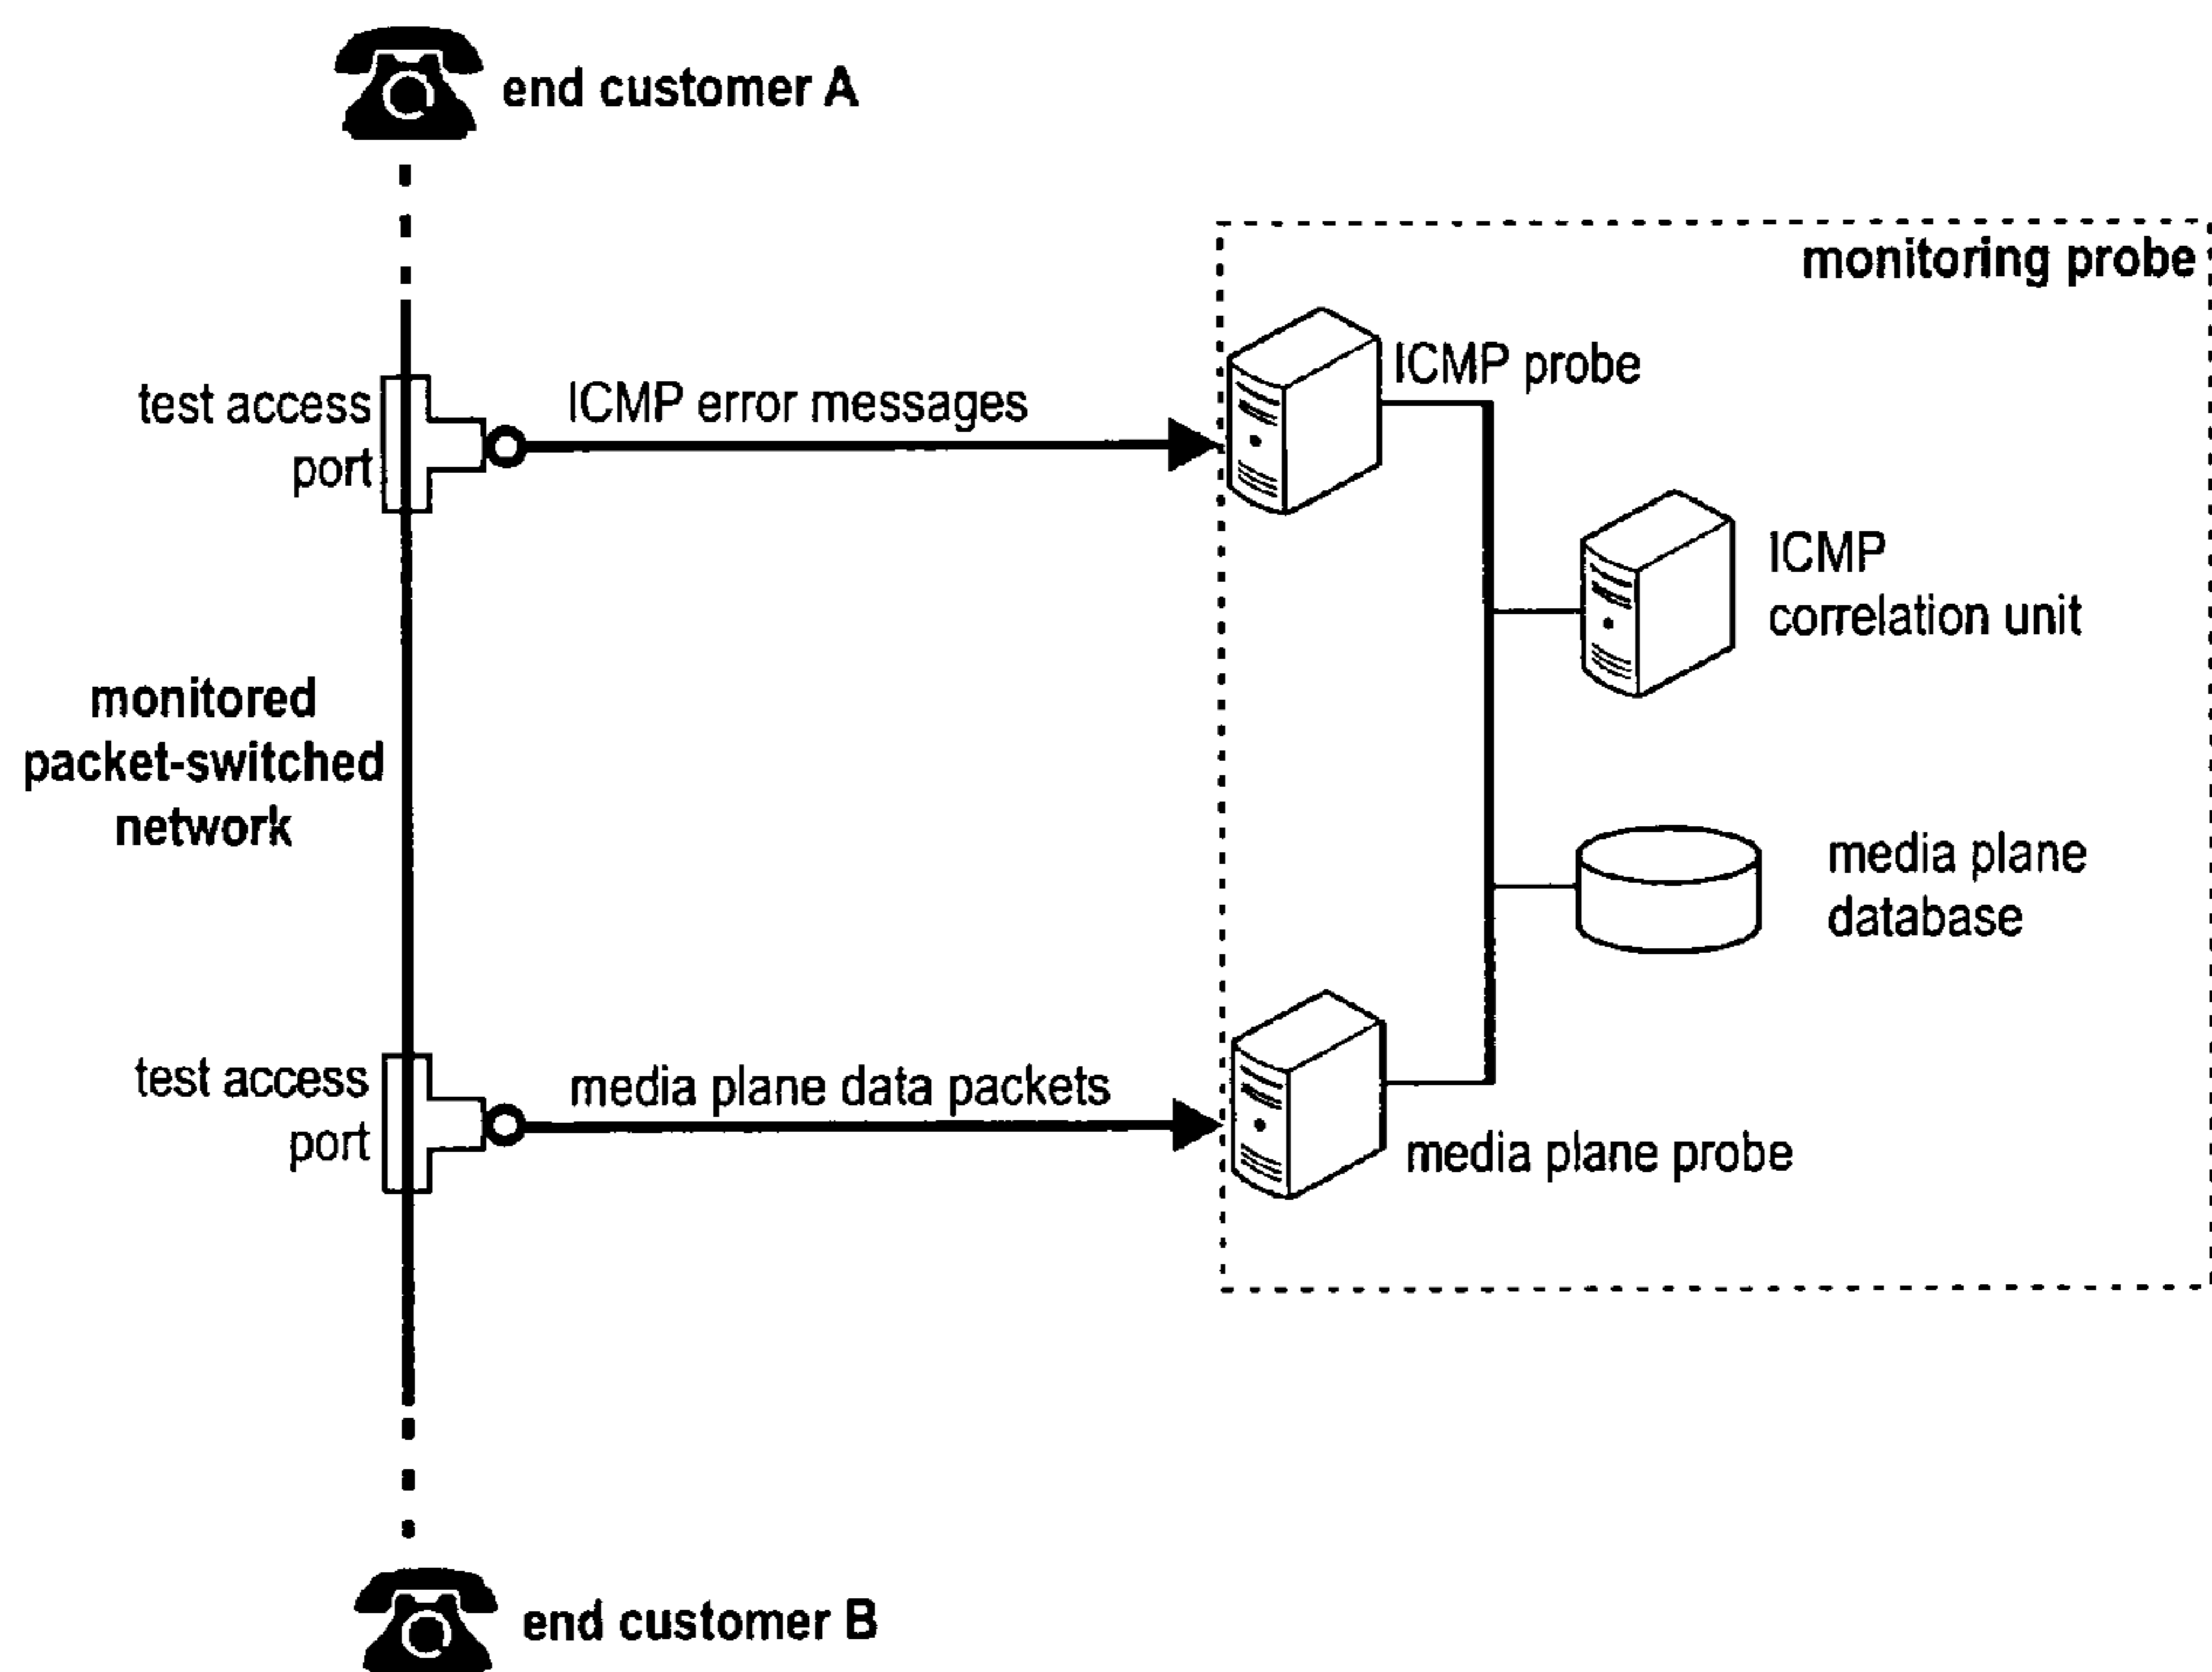 end customer A
monitoring probe
ICMP probe
test access
port
ICMP error messages
ICMP
correlation unit
monitored
packet-switched
network
media plane
database
test access
port
media plane data packets
media plane probe
end customer B